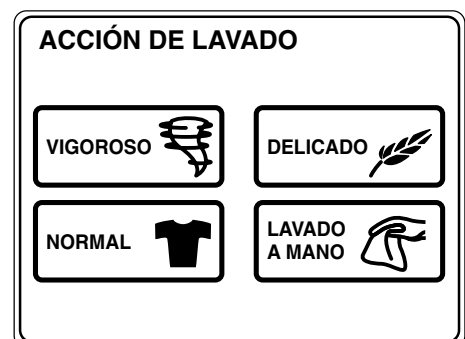 ACCIÓN DE LAVADO
VIGOROSO
DELICADO
NORMAL
LAVADO
A MANO